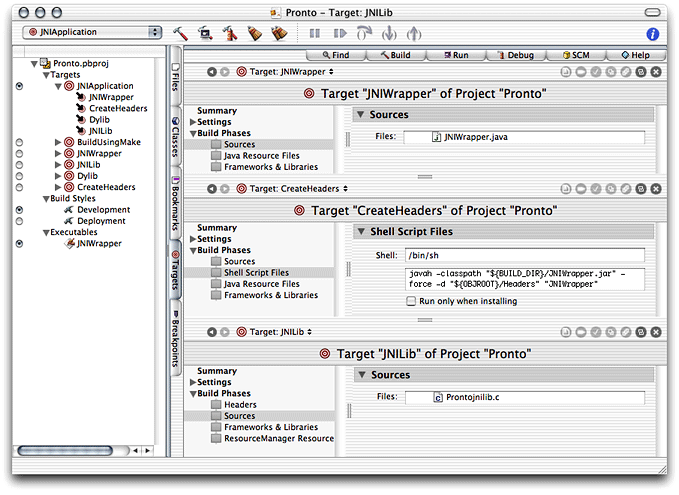 Pronto – Target: JNILib
JNIApplication
Find
Build
Run
Debug
SCM
Help
Pronto.pbproj
Targets
JNIApplication
JNIWrapper
CreateHeaders
Dylib
JNILib
BuildUsingMake
JNIWrapper
JNILib
Dylib
CreateHeaders
Build Styles
Development
Deployment
Executables
JNIWrapper
Files
Classes
Bookmarks
Targets
Breakpoints
Target: JNIWrapper
Target "JNIWrapper" of Project "Pronto"
Summary
Settings
Build Phases
Sources
Java Resource Files
Frameworks & Libraries
Sources
Files: JNIWrapper.java
Target: CreateHeaders
Target "CreateHeaders" of Project "Pronto"
Summary
Settings
Build Phases
Sources
Shell Script Files
Java Resource Files
Frameworks & Libraries
Shell Script Files
Shell: /bin/sh
javah -classpath "${BUILD_DIR}/JNIWrapper.jar" -
force -d "${OBJROOT}/Headers" "JNIWrapper"
Run only when installing
Target: JNILib
Target "JNILib" of Project "Pronto"
Summary
Settings
Build Phases
Headers
Sources
Frameworks & Libraries
ResourceManager Resource
Sources
Files: Prontojnilib.c